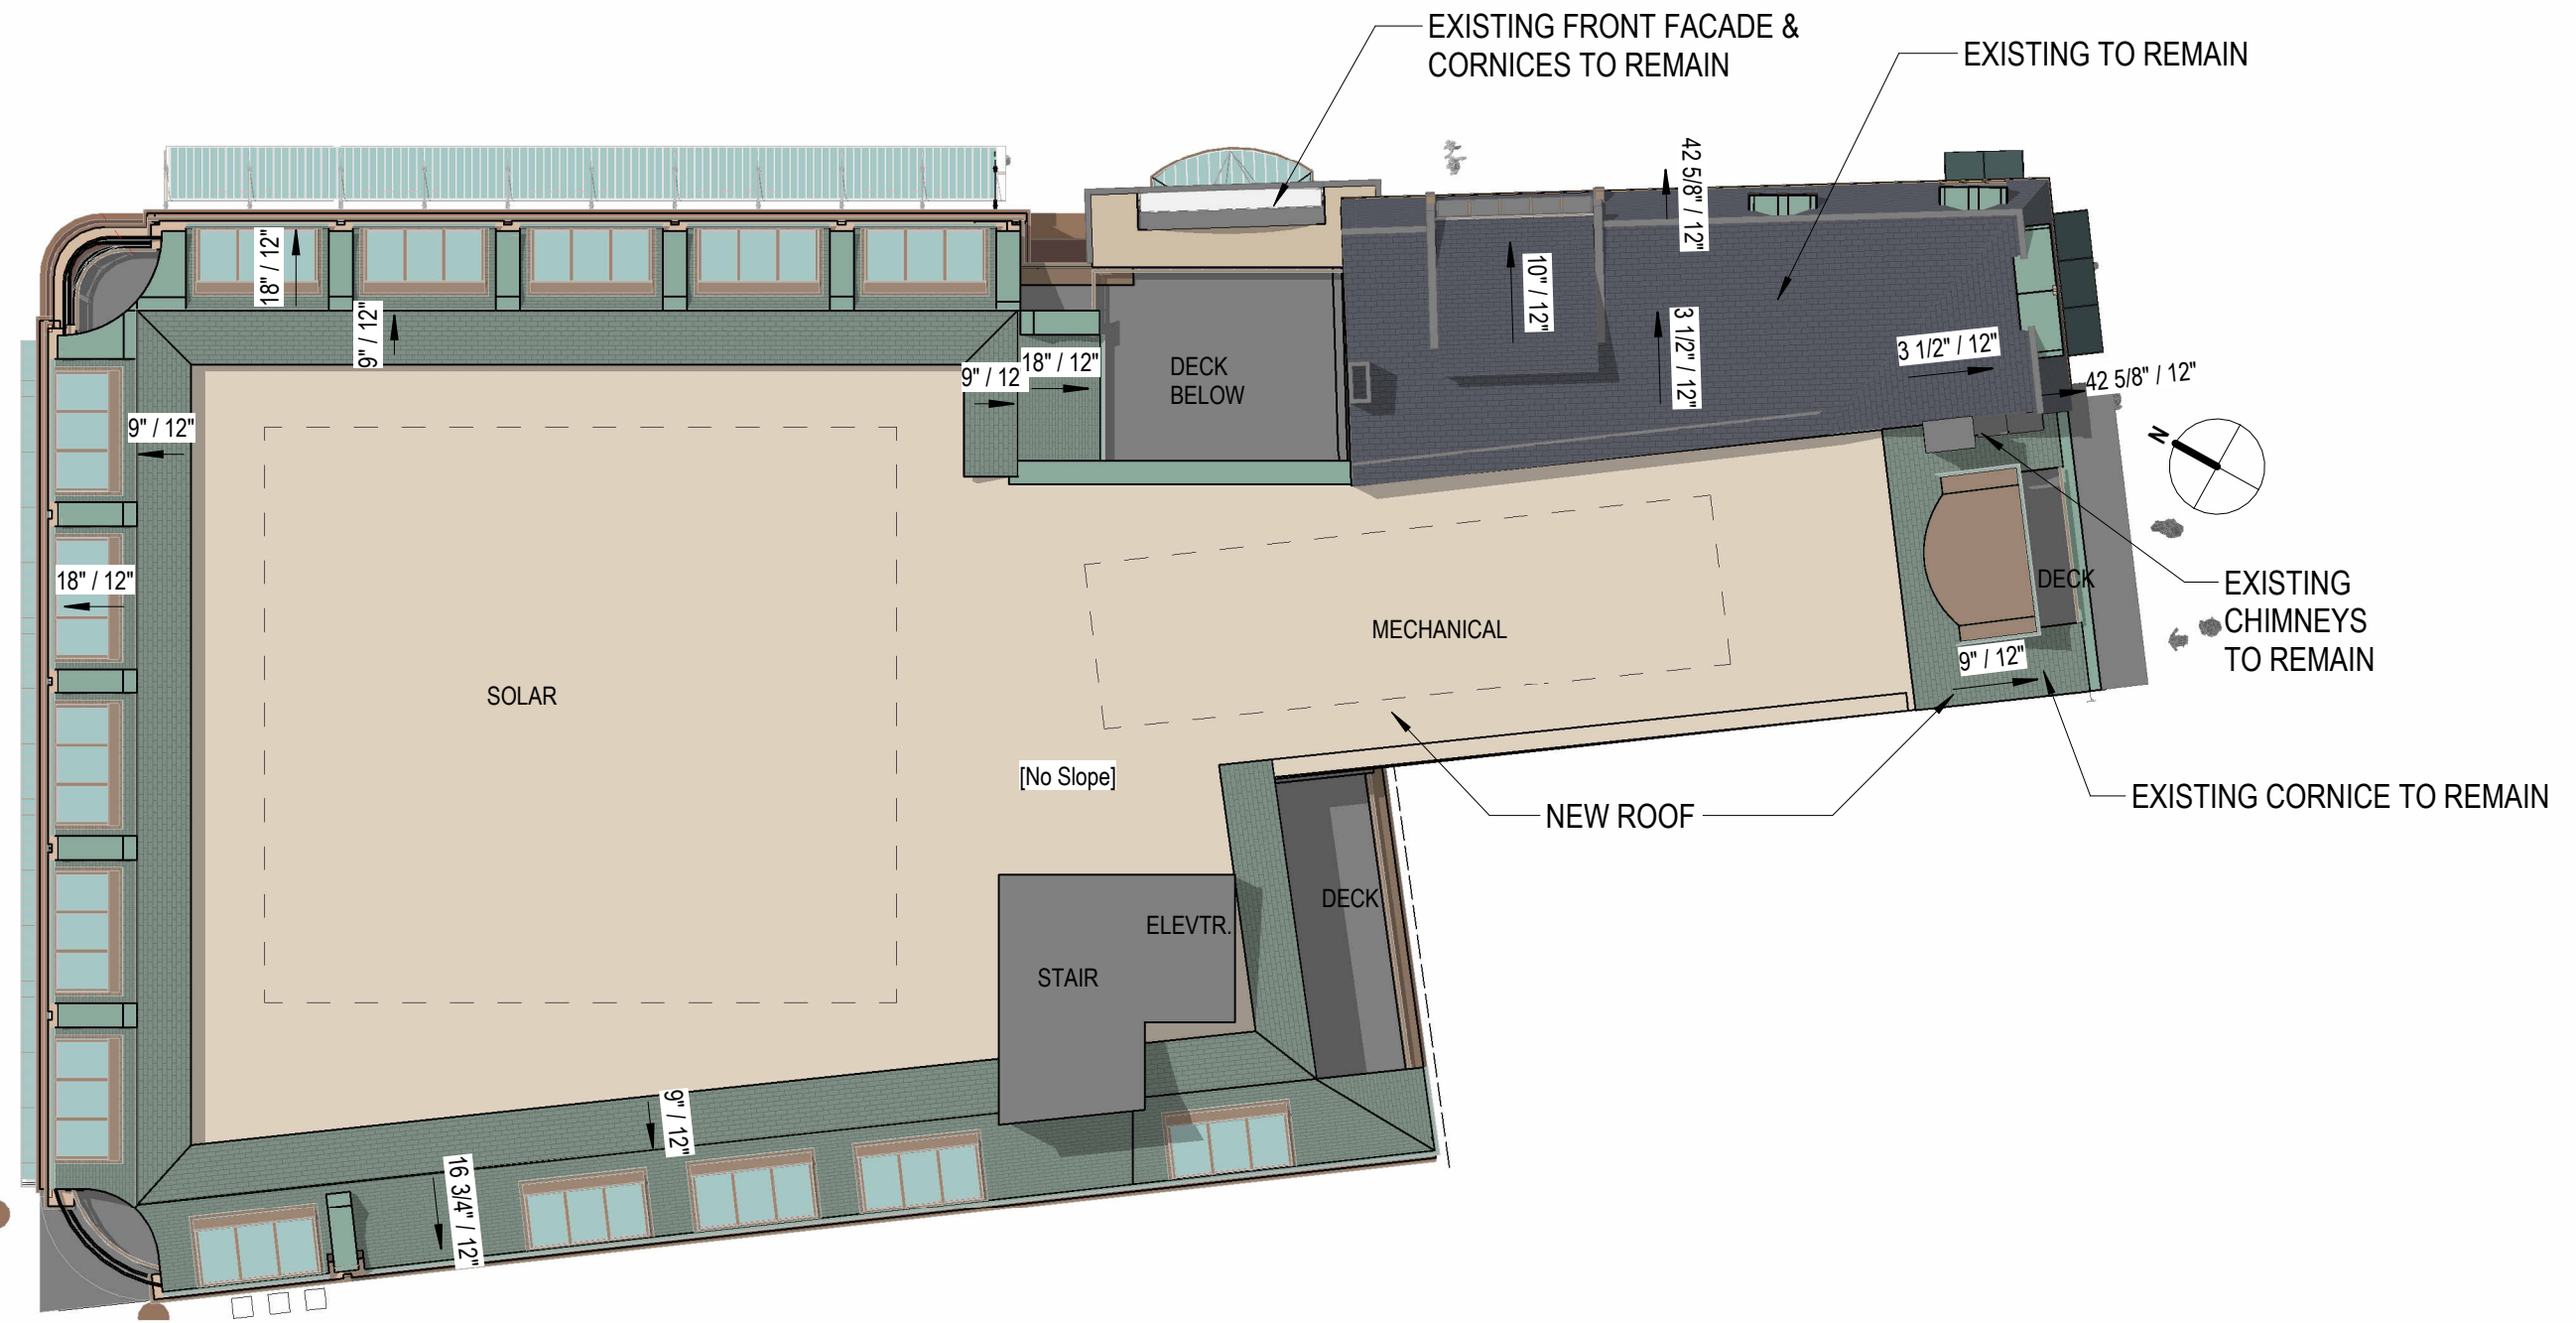 EXISTING FRONT FACADE &
CORNICES TO REMAIN
EXISTING TO REMAIN
42 5/8" / 12"
18" / 12"
10" / 12"
9" / 12"
3 1/2" / 12"
3 1/2" / 12"
18" / 12"
9" / 12
DECK
BELOW
42 5/8" / 12"
9" / 12"
N
18" / 12"
DECK
EXISTING
CHIMNEYS
TO REMAIN
MECHANICAL
9" / 12"
SOLAR
[No Slope]
NEW ROOF
EXISTING CORNICE TO REMAIN
DECK
ELEVTR.
STAIR
9" / 12"
16 3/4" / 12"